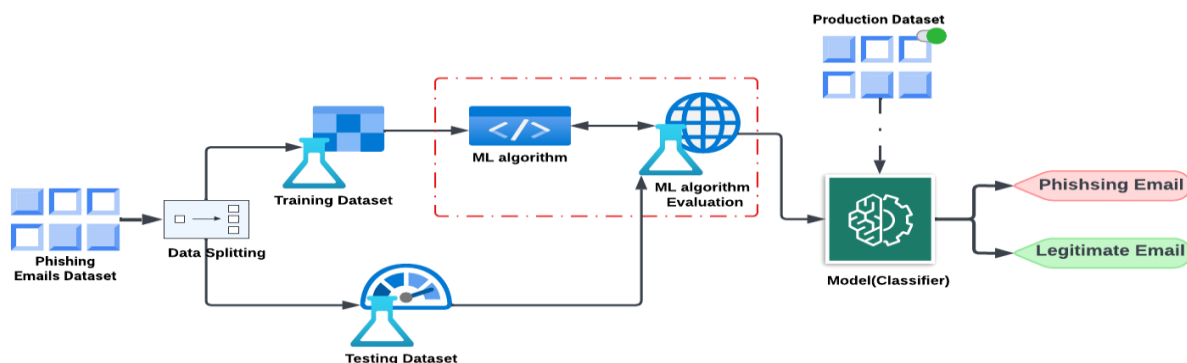 Production Dataset
</>
ML algorithm
ML algorithm
Evaluation
Training Dataset
Phishsing Email
Phishing
Emails Dataset
Data Splitting
Legitimate Email
Model(Classifier)
Testing Dataset